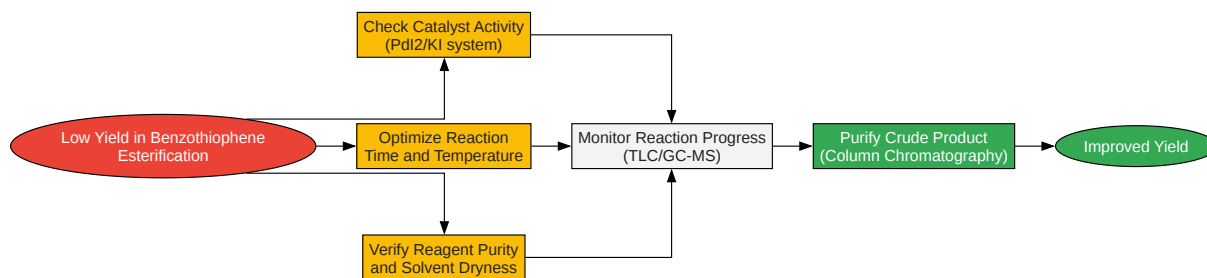 Check Catalyst Activity
(PdI2/KI system)
Low Yield in Benzothiophene
Esterification
Optimize Reaction
Time and Temperature
Monitor Reaction Progress
(TLC/GC-MS)
Purify Crude Product
(Column Chromatography)
Improved Yield
Verify Reagent Purity
and Solvent Dryness